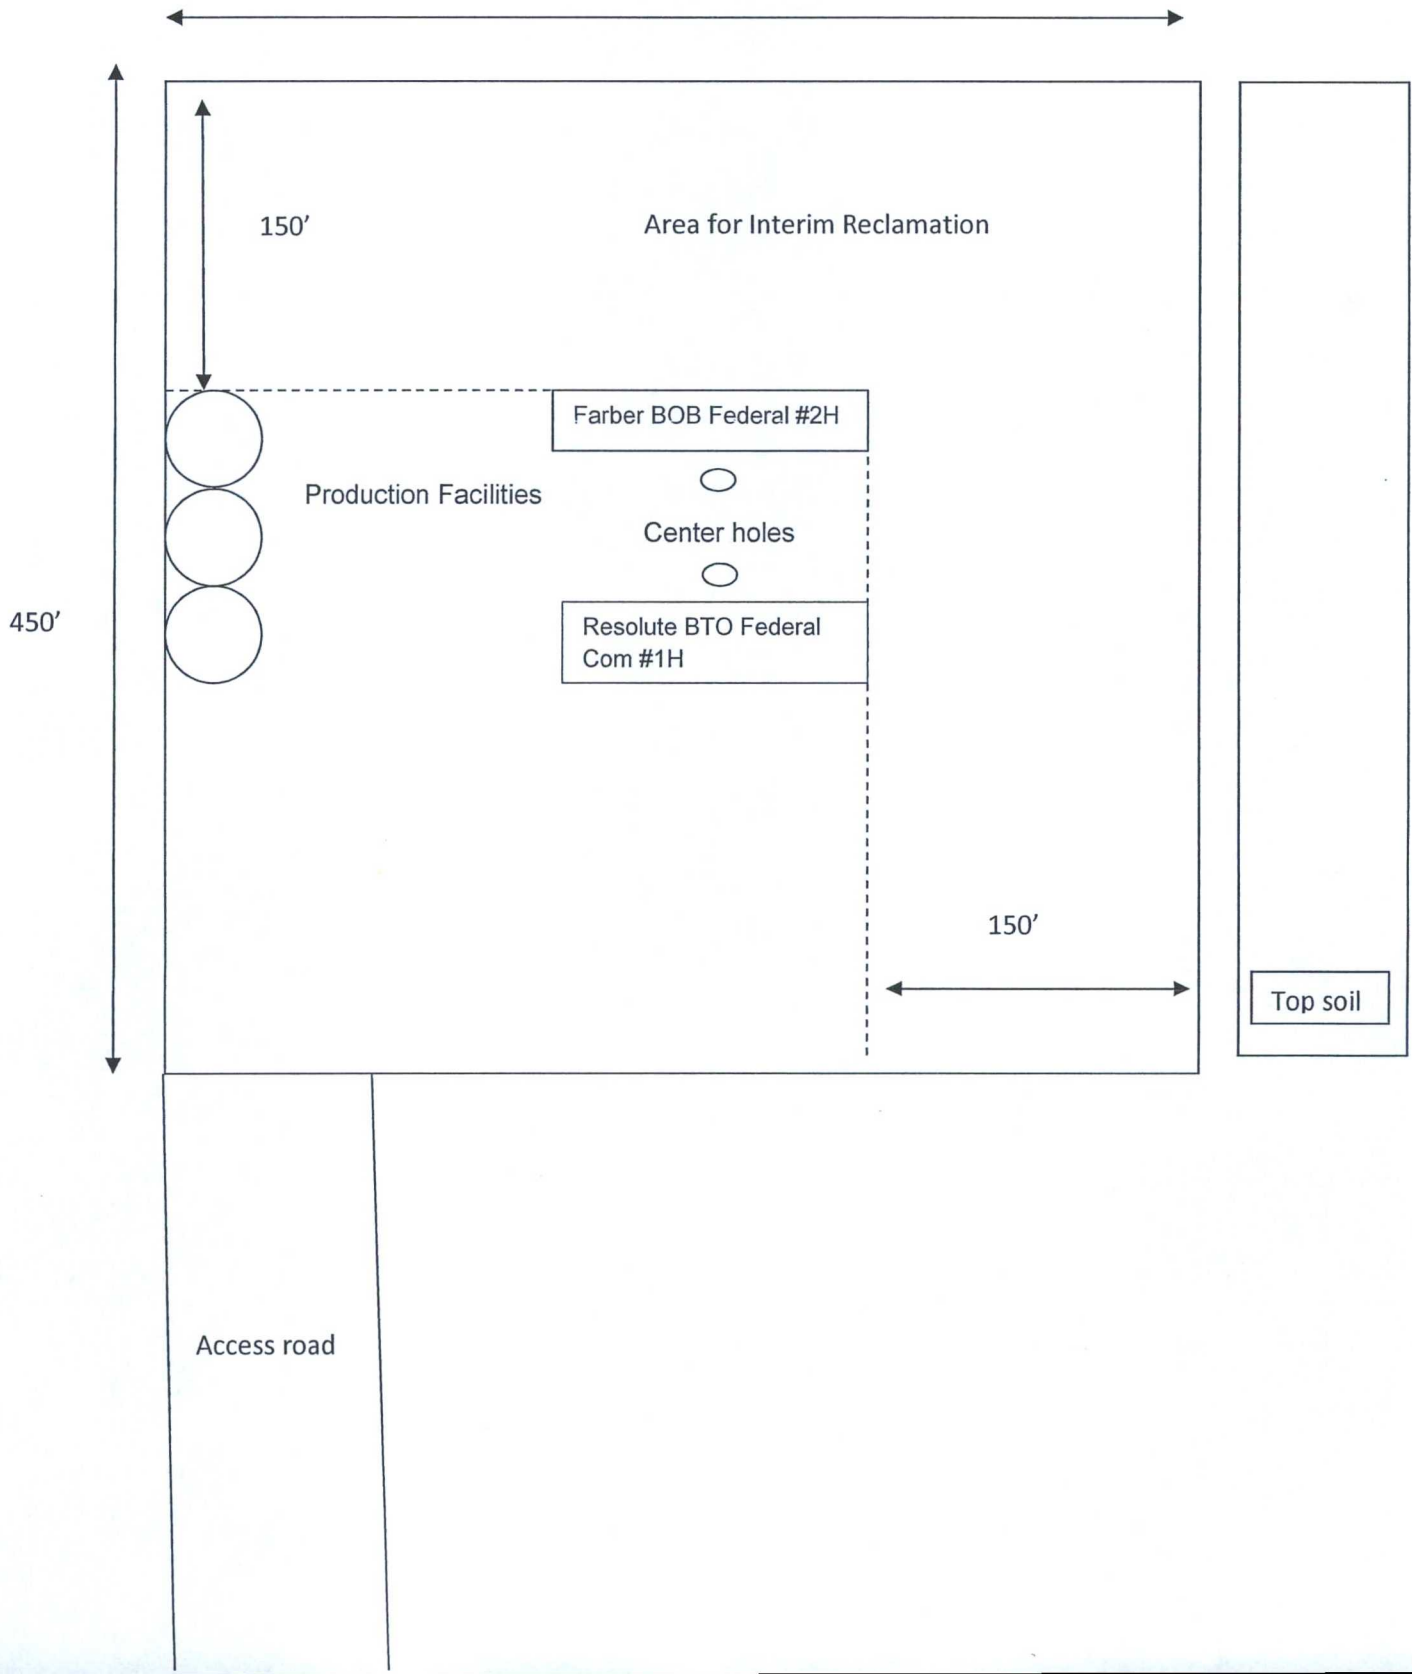 150’
Area for Interim Reclamation
Farber BOB Federal #2H
Production Facilities
Center holes
450’
Resolute BTO Federal
Com #1H
150’
Top soil
Access road